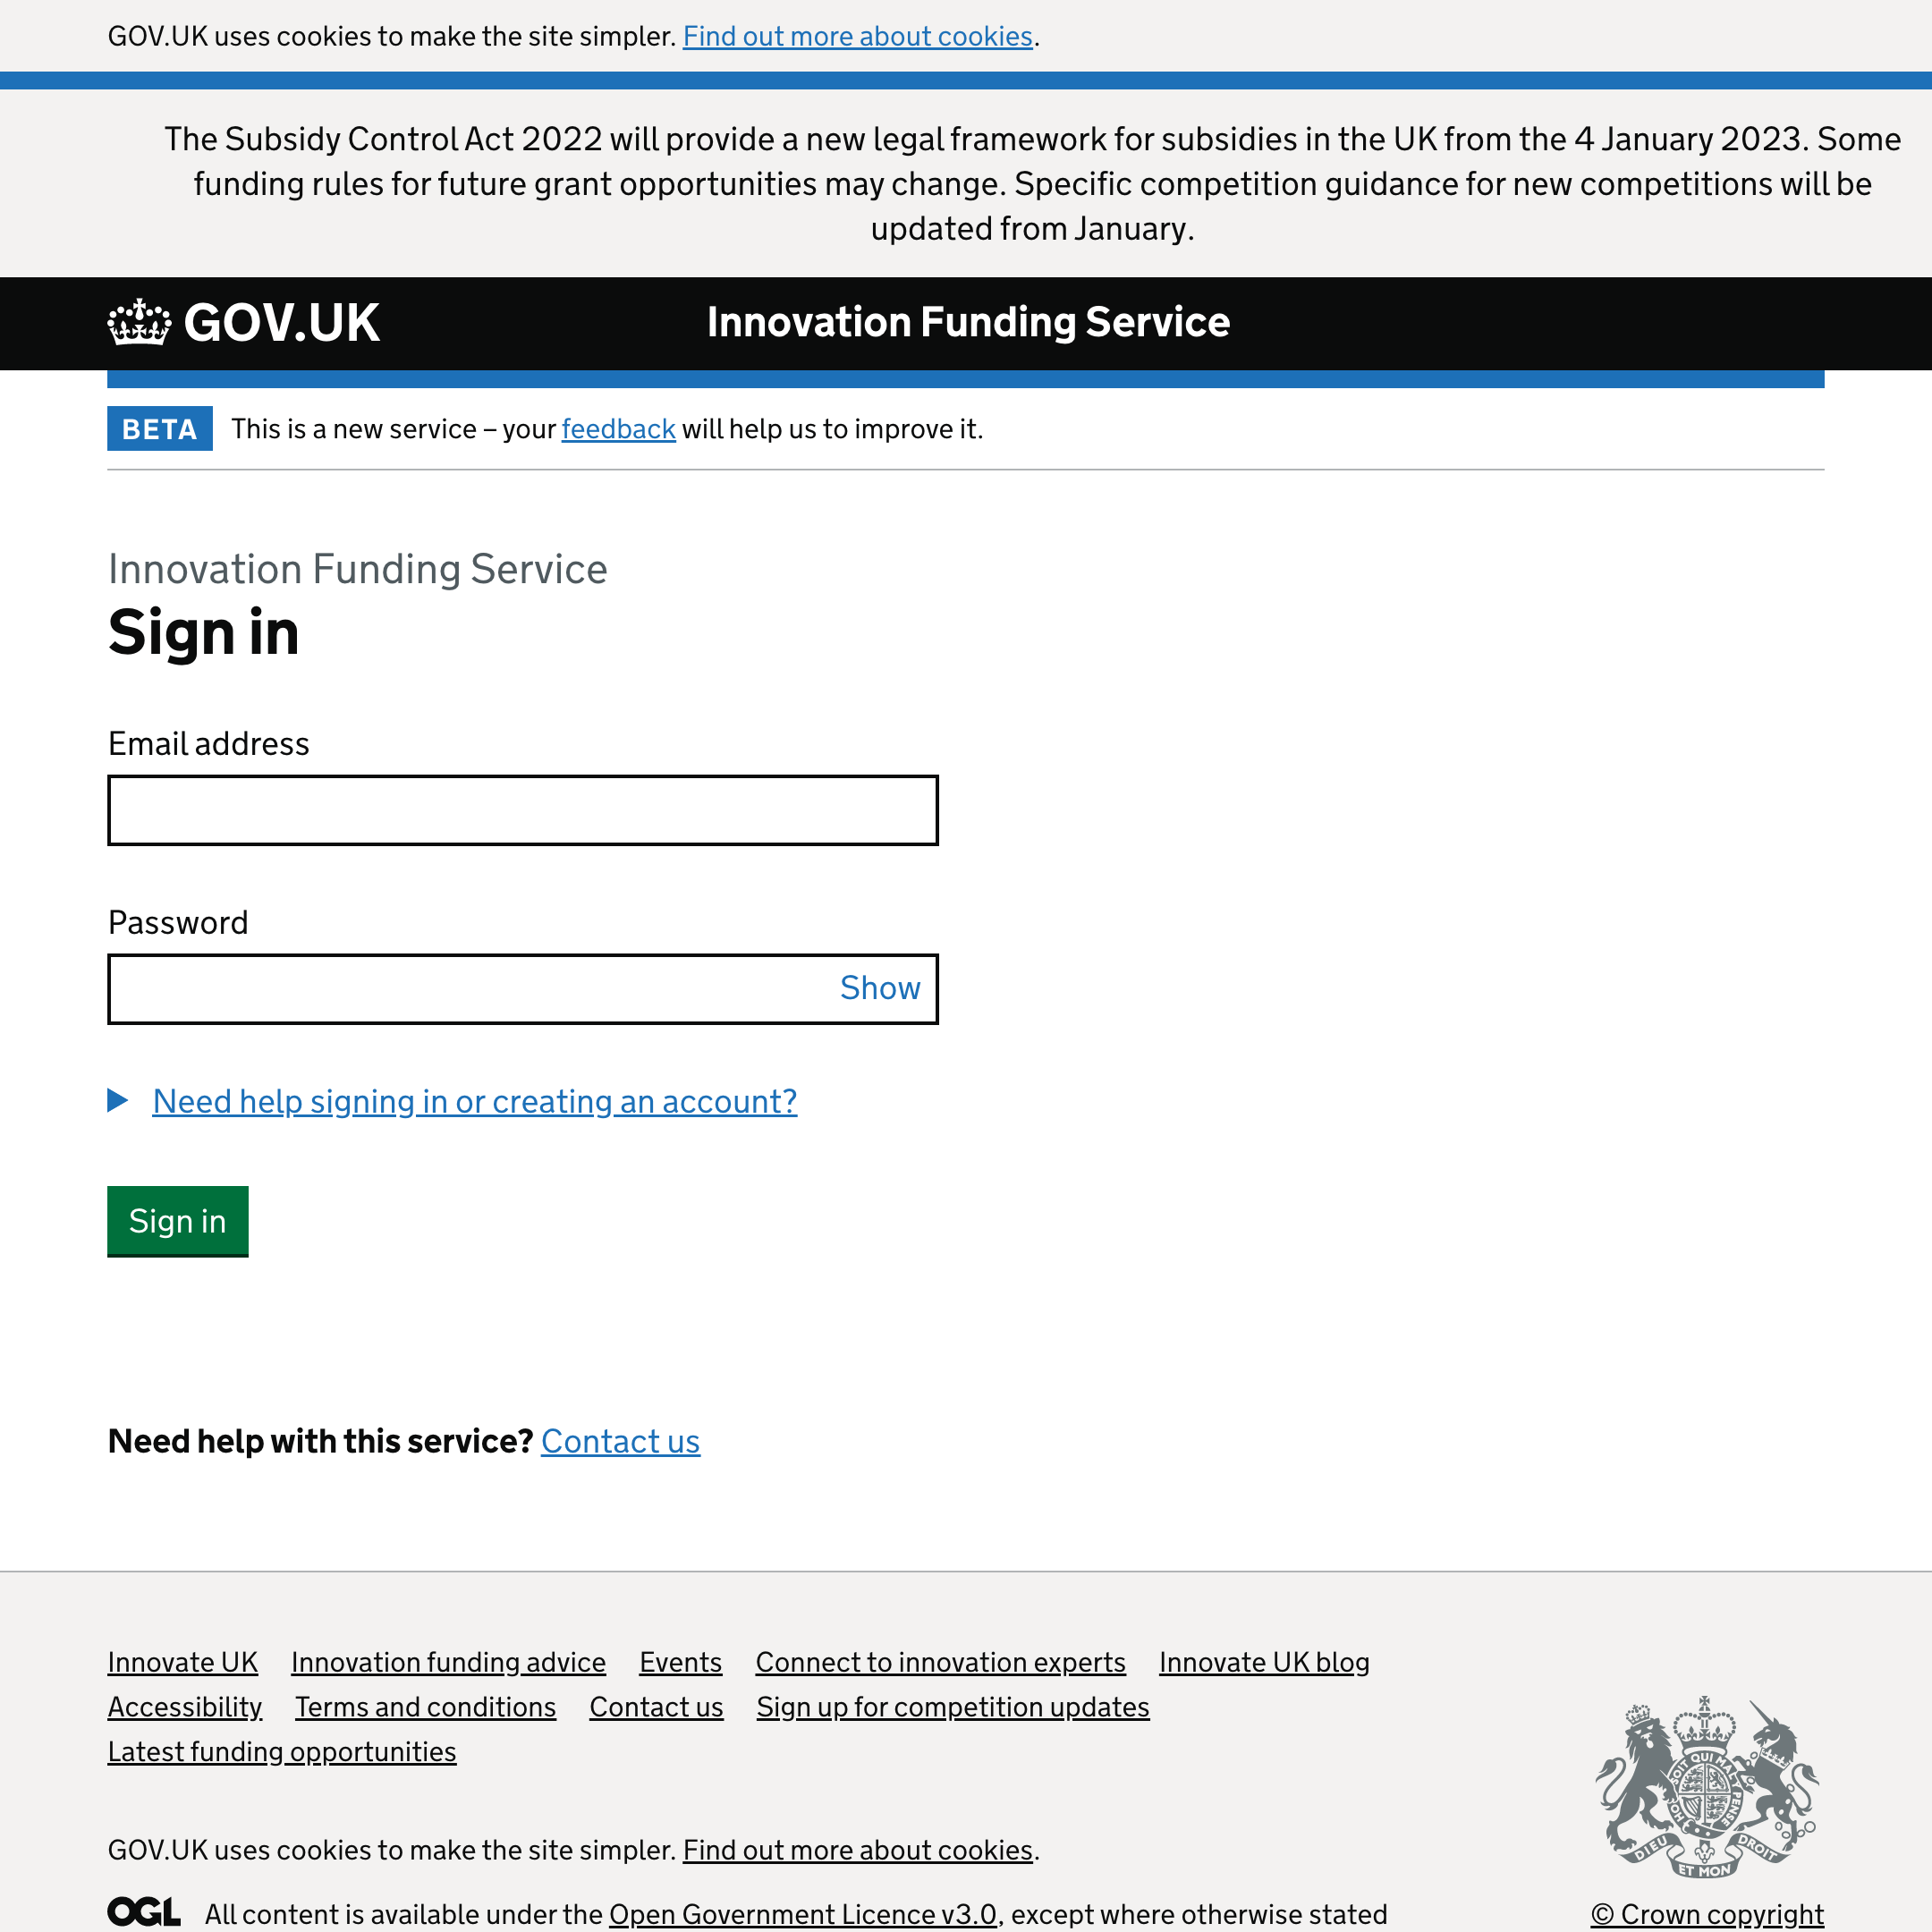 GOV.UK uses cookies to make the site simpler. Find out more about cookies.
The Subsidy Control Act 2022 will provide a new legal framework for subsidies in the UK from the 4 January 2023. Some
funding rules for future grant opportunities may change. Specific competition guidance for new competitions will be
updated from January.
GOV.UK Innovation Funding Service
BETA This is a new service – your feedback will help us to improve it.
Innovation Funding Service
Sign in
Email address
Password
Show
Need help signing in or creating an account?
Sign in
Need help with this service? Contact us
Innovate UK Innovation funding advice Events Connect to innovation experts Innovate UK blog
Accessibility Terms and conditions Contact us Sign up for competition updates
Latest funding opportunities
GOV.UK uses cookies to make the site simpler. Find out more about cookies.
DIEU ET MON DROIT
OGL All content is available under the Open Government Licence v3.0, except where otherwise stated
© Crown copyright